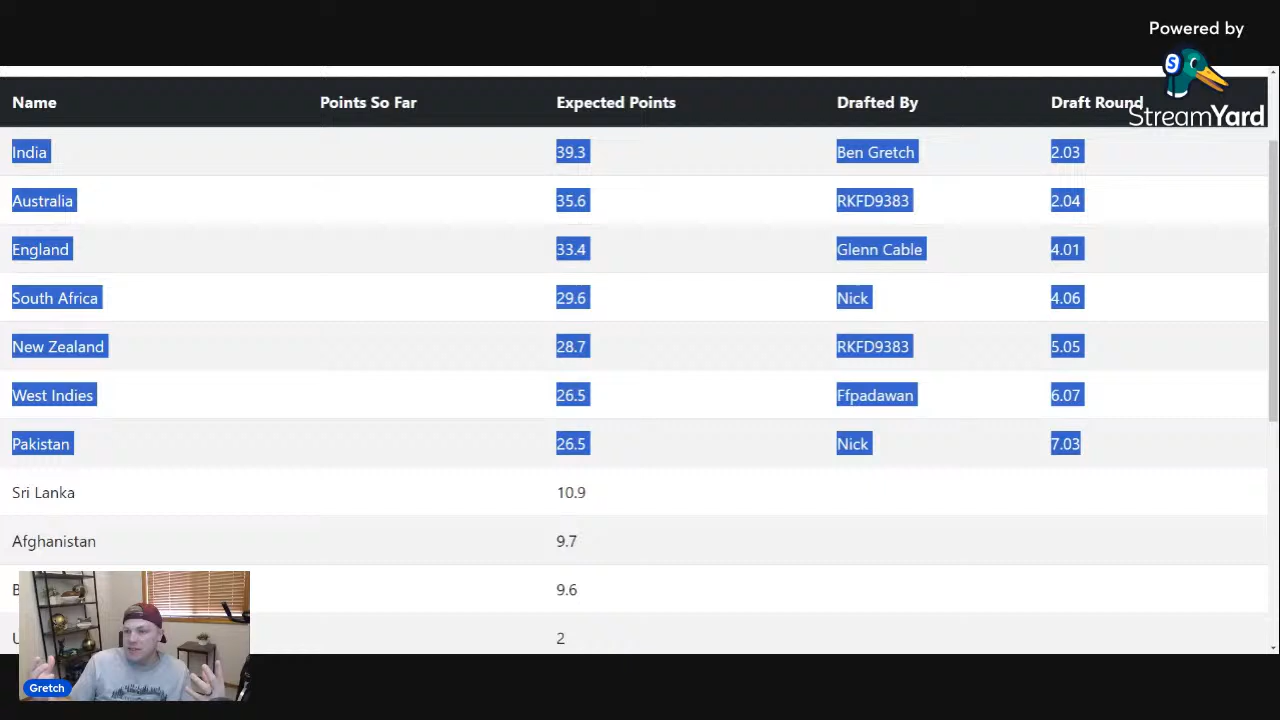 Powered by
StreamYard
Name Points So Far Expected Points Drafted By Draft Round
India 39.3 Ben Gretch 2.03
Australia 35.6 RKFD9383 2.04
England 33.4 Glenn Cable 4.01
South Africa 29.6 Nick 4.06
New Zealand 28.7 RKFD9383 5.05
West Indies 26.5 Ffpadawan 6.07
Pakistan 26.5 Nick 7.03
Sri Lanka 10.9
Afghanistan 9.7
9.6
2
Gretch